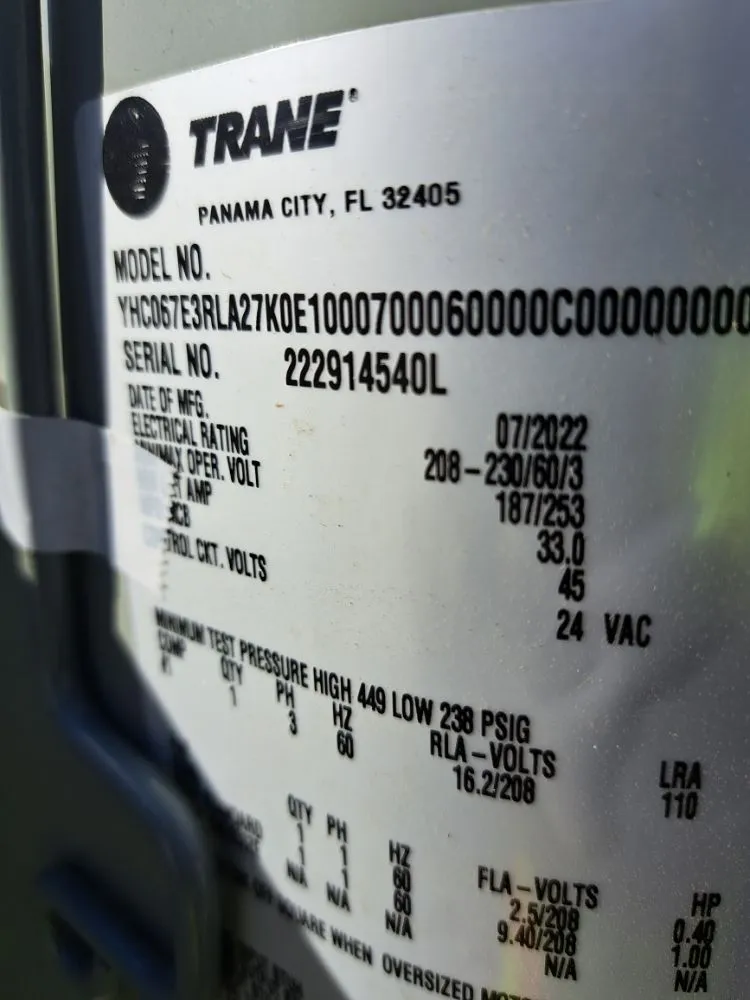 TRANE®
PANAMA CITY, FL 32405
MODEL NO.
YHC067E3RLA27K0E1000700060000C00000000
SERIAL NO. 222914540L
DATE OF MFG. 07/2022
ELECTRICAL RATING 208-230/60/3
OPER. VOLT 187/253
AMP 33.0
45
CKT. VOLTS 24 VAC
MINIMUM TEST PRESSURE HIGH 449 LOW 238 PSIG
COMP QTY PH HZ RLA-VOLTS LRA
1 3 60 16.2/208 110
QTY PH HZ FLA-VOLTS HP
1 1 60 2.5/208 0.40
1 1 60 9.40/208 1.00
N/A N/A N/A N/A N/A
SQUARE WHEN OVERSIZED